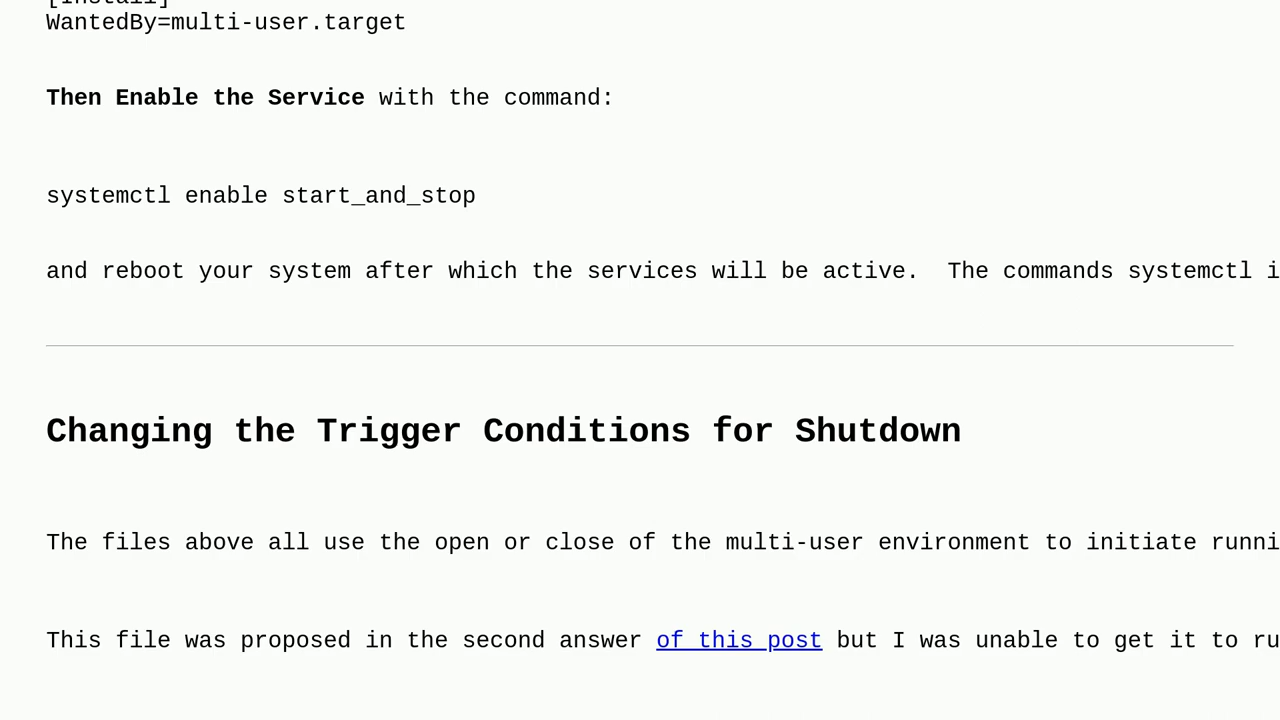 [Install]
WantedBy=multi-user.target
Then Enable the Service with the command:
systemctl enable start_and_stop
and reboot your system after which the services will be active.  The commands systemctl i
Changing the Trigger Conditions for Shutdown
The files above all use the open or close of the multi-user environment to initiate runni
This file was proposed in the second answer of this post but I was unable to get it to ru